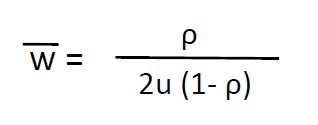 w̅ = ρ / 2u (1- ρ)